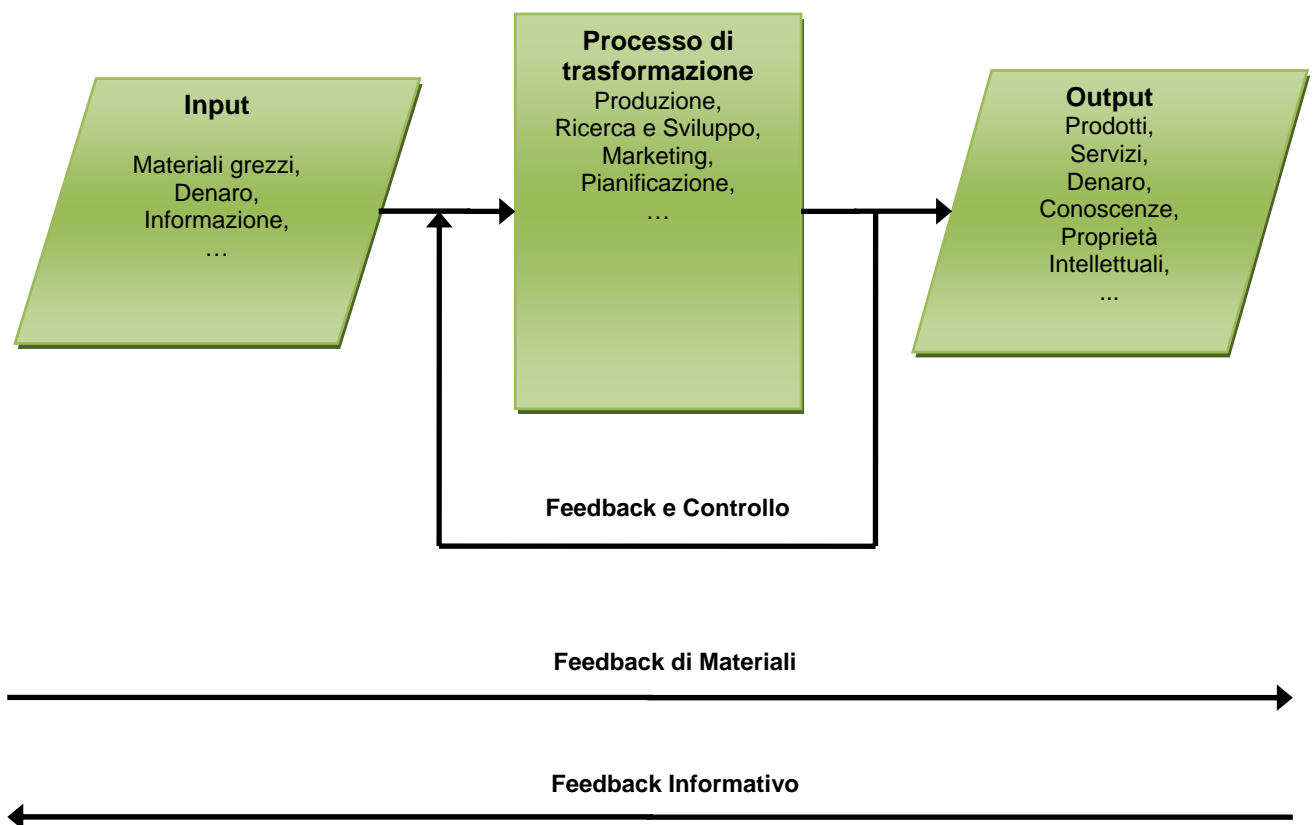 Input
Materiali grezzi,
Denaro,
Informazione,
…
Processo di
trasformazione
Produzione,
Ricerca e Sviluppo,
Marketing,
Pianificazione,
…
Output
Prodotti,
Servizi,
Denaro,
Conoscenze,
Proprietà
Intellettuali,
...
Feedback e Controllo
Feedback di Materiali
Feedback Informativo